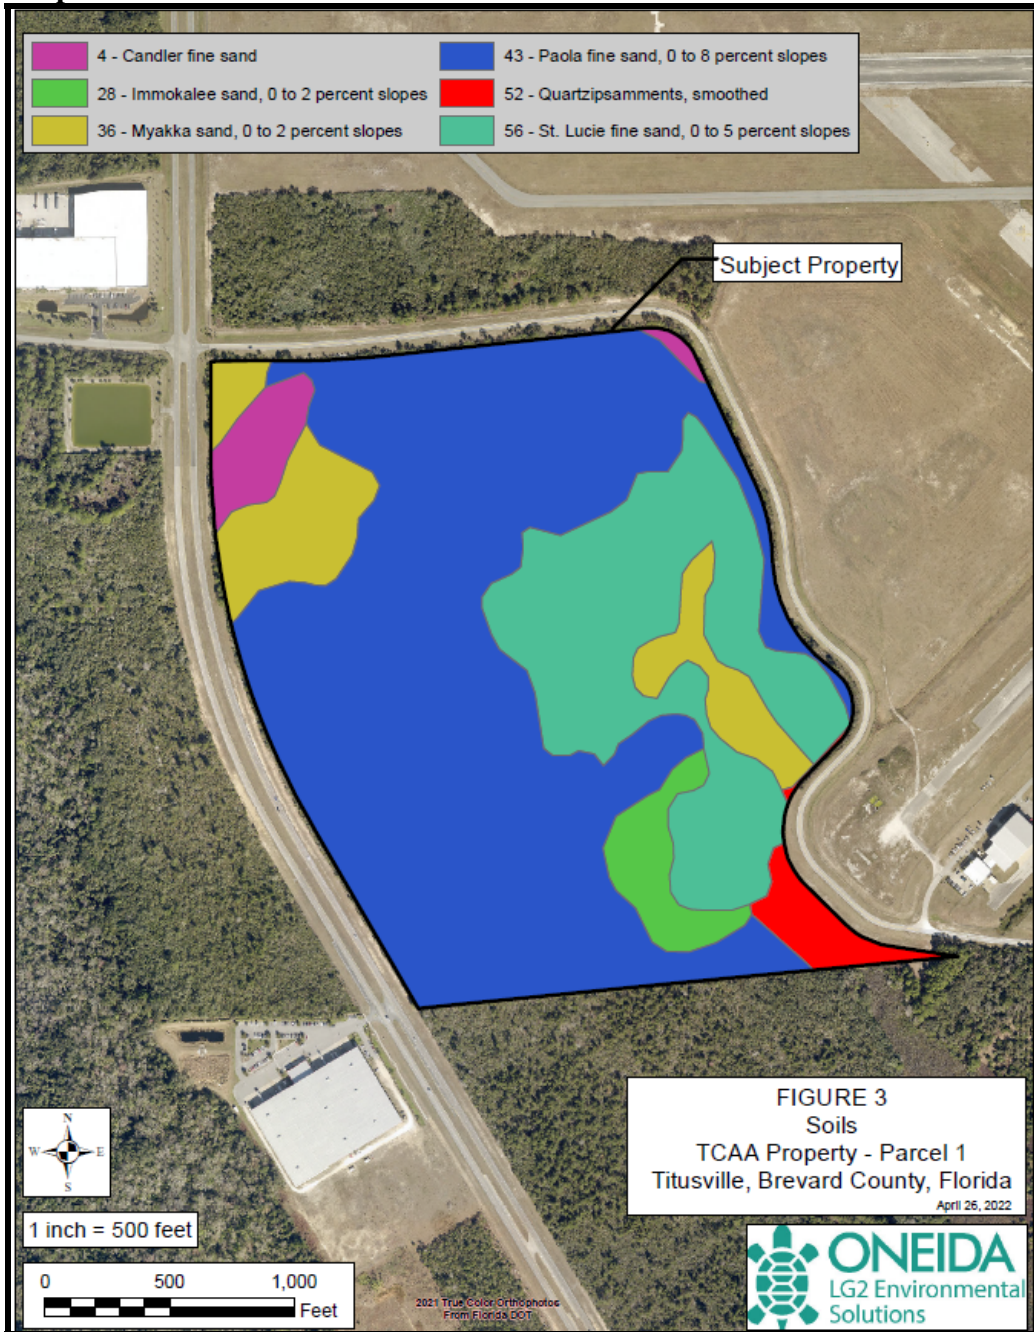 4 - Candler fine sand
28 - Immokalee sand, 0 to 2 percent slopes
36 - Myakka sand, 0 to 2 percent slopes
43 - Paola fine sand, 0 to 8 percent slopes
52 - Quartzipsamments, smoothed
56 - St. Lucie fine sand, 0 to 5 percent slopes
Subject Property
FIGURE 3
Soils
TCAA Property - Parcel 1
Titusville, Brevard County, Florida
April 26, 2022
N
W E
S
1 inch = 500 feet
0 500 1,000
Feet
2021 True Color Orthophotos
From Florida DOT
ONEIDA
LG2 Environmental
Solutions